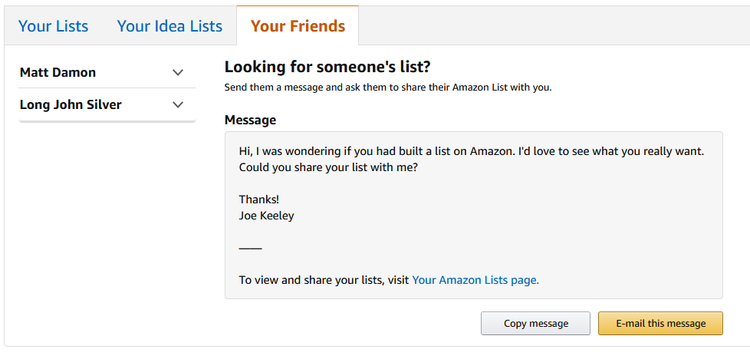 Your Lists
Your Idea Lists
Your Friends
Matt Damon
Long John Silver
Looking for someone's list?
Send them a message and ask them to share their Amazon List with you.
Message
Hi, I was wondering if you had built a list on Amazon. I'd love to see what you really want.
Could you share your list with me?
Thanks!
Joe Keeley
____
To view and share your lists, visit Your Amazon Lists page.
Copy message
E-mail this message